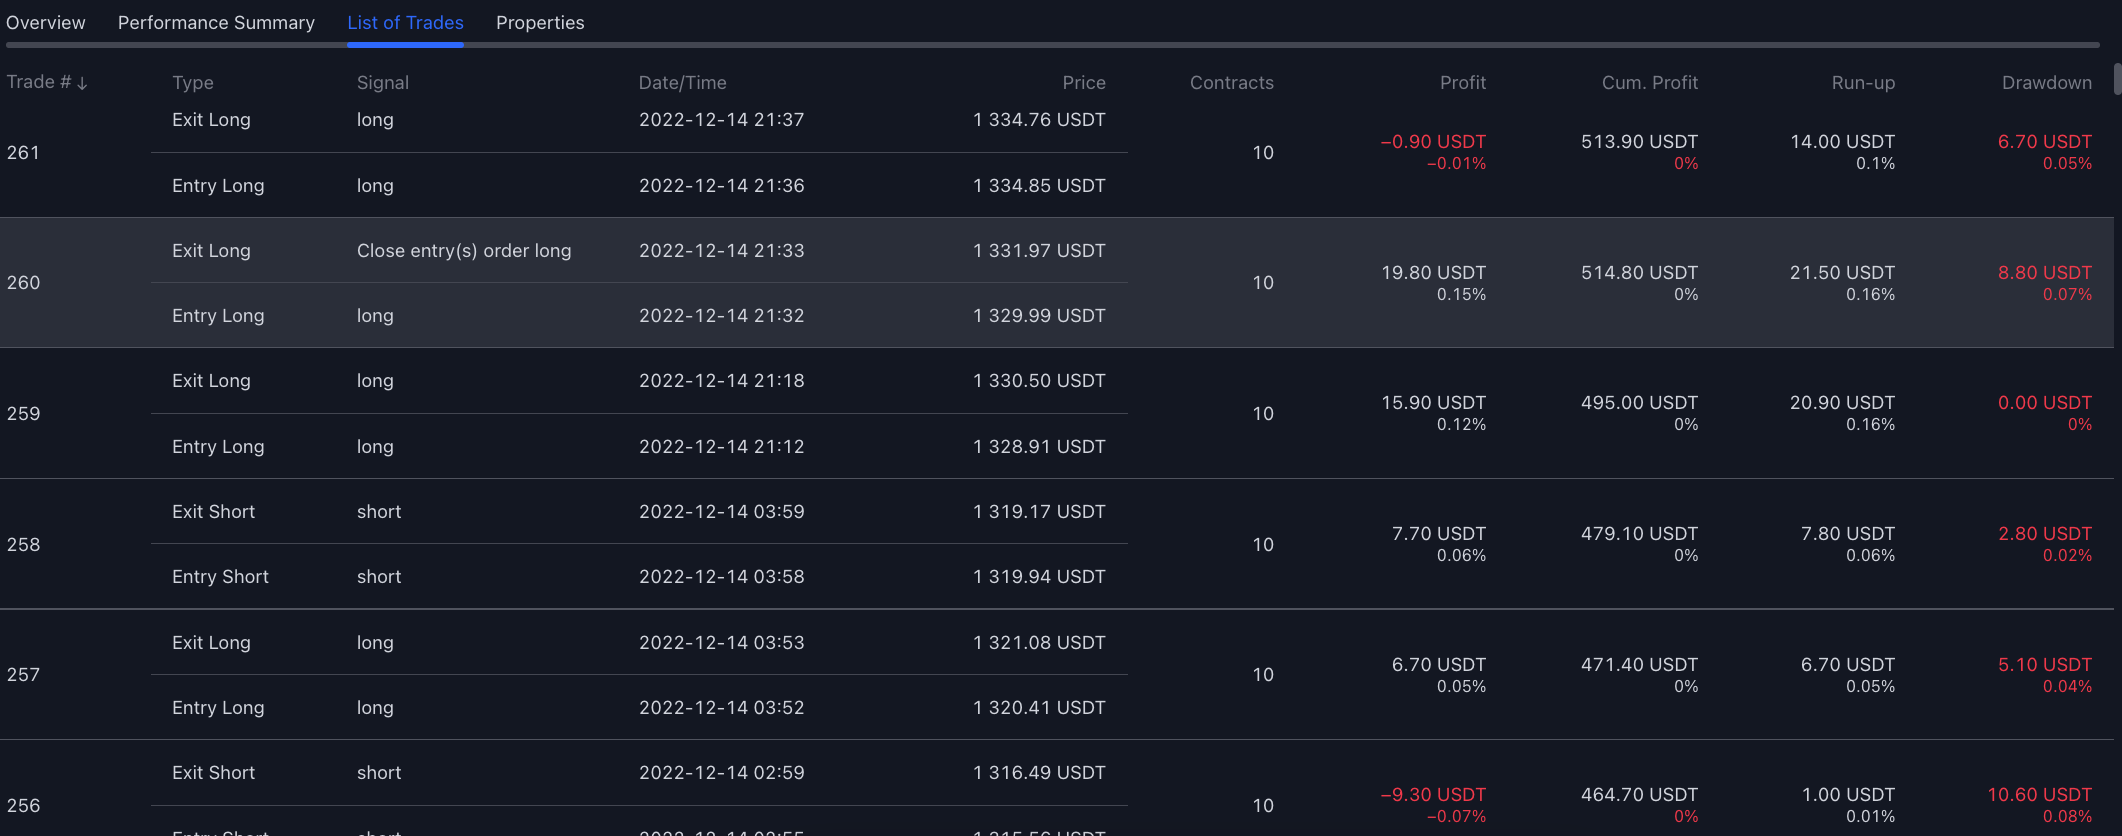 Overview Performance Summary List of Trades Properties
Trade # ↓ Type Signal Date/Time Price Contracts Profit Cum. Profit Run-up Drawdown
Exit Long long 2022-12-14 21:37 1 334.76 USDT
261 10 −0.90 USDT 513.90 USDT 14.00 USDT 6.70 USDT
−0.01% 0% 0.1% 0.05%
Entry Long long 2022-12-14 21:36 1 334.85 USDT
Exit Long Close entry(s) order long 2022-12-14 21:33 1 331.97 USDT
260 10 19.80 USDT 514.80 USDT 21.50 USDT 8.80 USDT
0.15% 0% 0.16% 0.07%
Entry Long long 2022-12-14 21:32 1 329.99 USDT
Exit Long long 2022-12-14 21:18 1 330.50 USDT
259 10 15.90 USDT 495.00 USDT 20.90 USDT 0.00 USDT
0.12% 0% 0.16% 0%
Entry Long long 2022-12-14 21:12 1 328.91 USDT
Exit Short short 2022-12-14 03:59 1 319.17 USDT
258 10 7.70 USDT 479.10 USDT 7.80 USDT 2.80 USDT
0.06% 0% 0.06% 0.02%
Entry Short short 2022-12-14 03:58 1 319.94 USDT
Exit Long long 2022-12-14 03:53 1 321.08 USDT
257 10 6.70 USDT 471.40 USDT 6.70 USDT 5.10 USDT
0.05% 0% 0.05% 0.04%
Entry Long long 2022-12-14 03:52 1 320.41 USDT
Exit Short short 2022-12-14 02:59 1 316.49 USDT
256 10 −9.30 USDT 464.70 USDT 1.00 USDT 10.60 USDT
−0.07% 0% 0.01% 0.08%
Entry Short short 2022-12-14 02:55 1 315.56 USDT